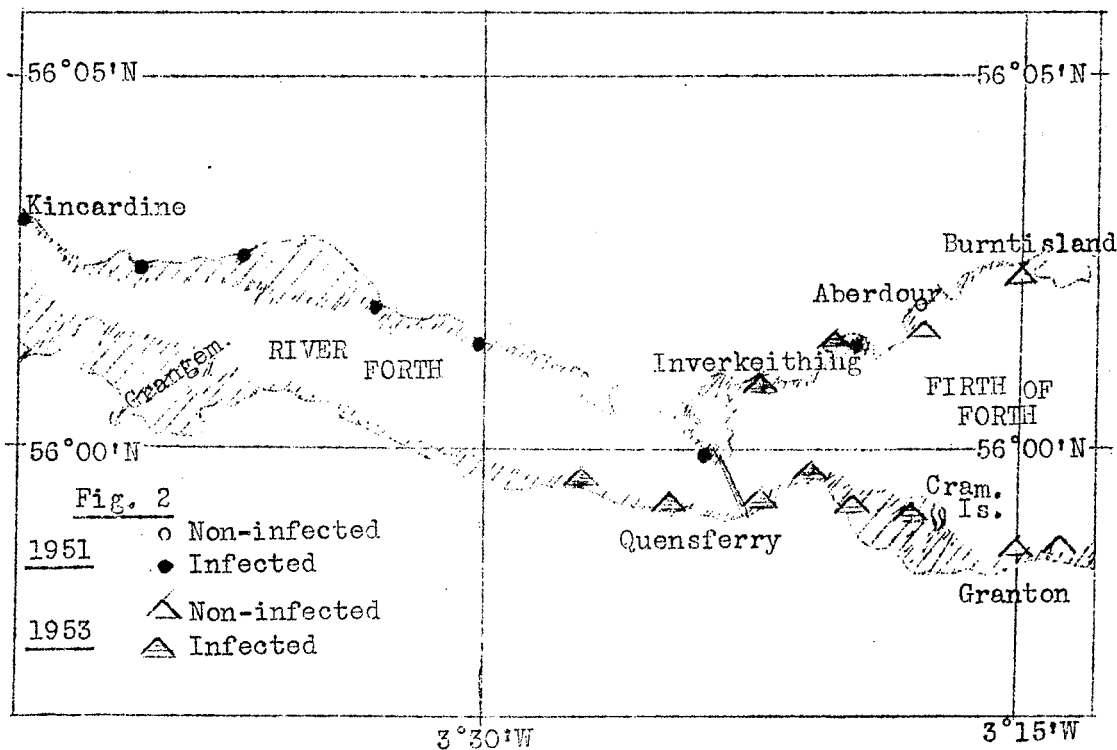 56°05'N
56°05'N
Kincardine
Burntisland
Aberdour
Grangem.
RIVER
FORTH
Inverkeithing
FIRTH OF
FORTH
56°00'N
56°00'N
Fig. 2
1951
Non-infected
Infected
1953
Non-infected
Infected
Quensferry
Cram.
Is.
Granton
3°30'W
3°15'W